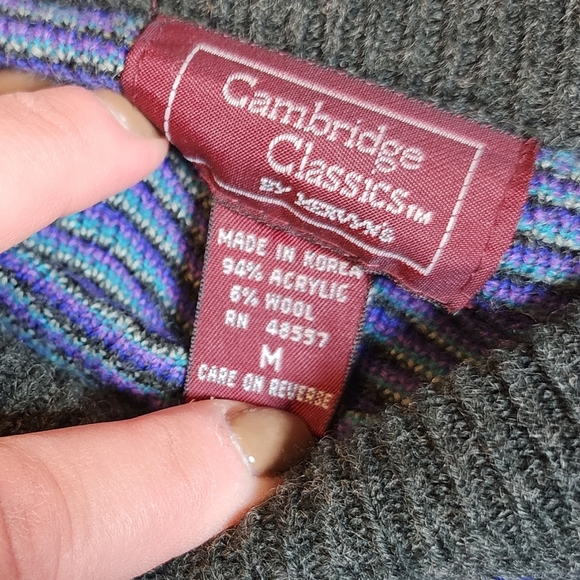 Cambridge
Classics™
BY MERVYN'S
MADE IN KOREA
94% ACRYLIC
6% WOOL
RN 48557
M
CARE ON REVERSE